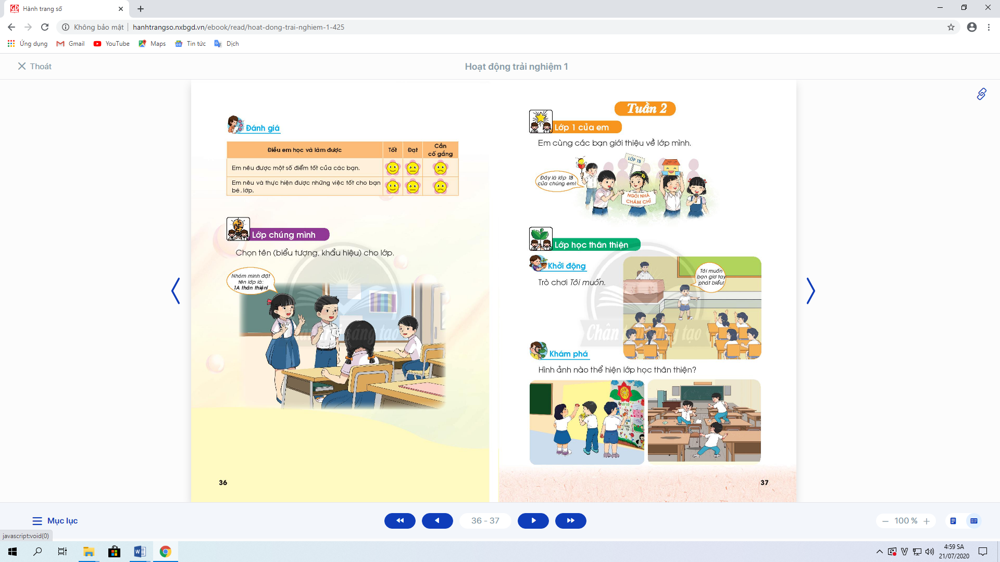 Hành trang số
Không bảo mật
hanhtrangso.nxbgd.vn/ebook/read/hoat-dong-trai-nghiem-1-425
Ứng dụng
Gmail
YouTube
Maps
Tin tức
Dịch
Thoát
Hoạt động trải nghiệm 1
Đánh giá
Điều em học và làm được
Tốt
Đạt
Cần
cố gắng
Em nêu được một số điểm tốt của các bạn.
Em nêu và thực hiện được những việc tốt cho bạn
bè, lớp.
Lớp chúng mình
Chọn tên (biểu tượng, khẩu hiệu) cho lớp.
Nhóm mình đặt
tên lớp là:
1A thân thiện!
36
Tuần 2
Lớp 1 của em
Em cùng các bạn giới thiệu về lớp mình.
LỚP 1B
Đây là lớp 1B
của chúng em!
NGÔI NHÀ
CHĂM CHỈ
Lớp học thân thiện
Khởi động
Trò chơi Tôi muốn.
Tôi muốn
bạn giơ tay
phát biểu!
Chân trời sáng tạo
Khám phá
Hình ảnh nào thể hiện lớp học thân thiện?
37
Mục lục
36 - 37
100 %
javascript:void(0)
4:59 SA
21/07/2020